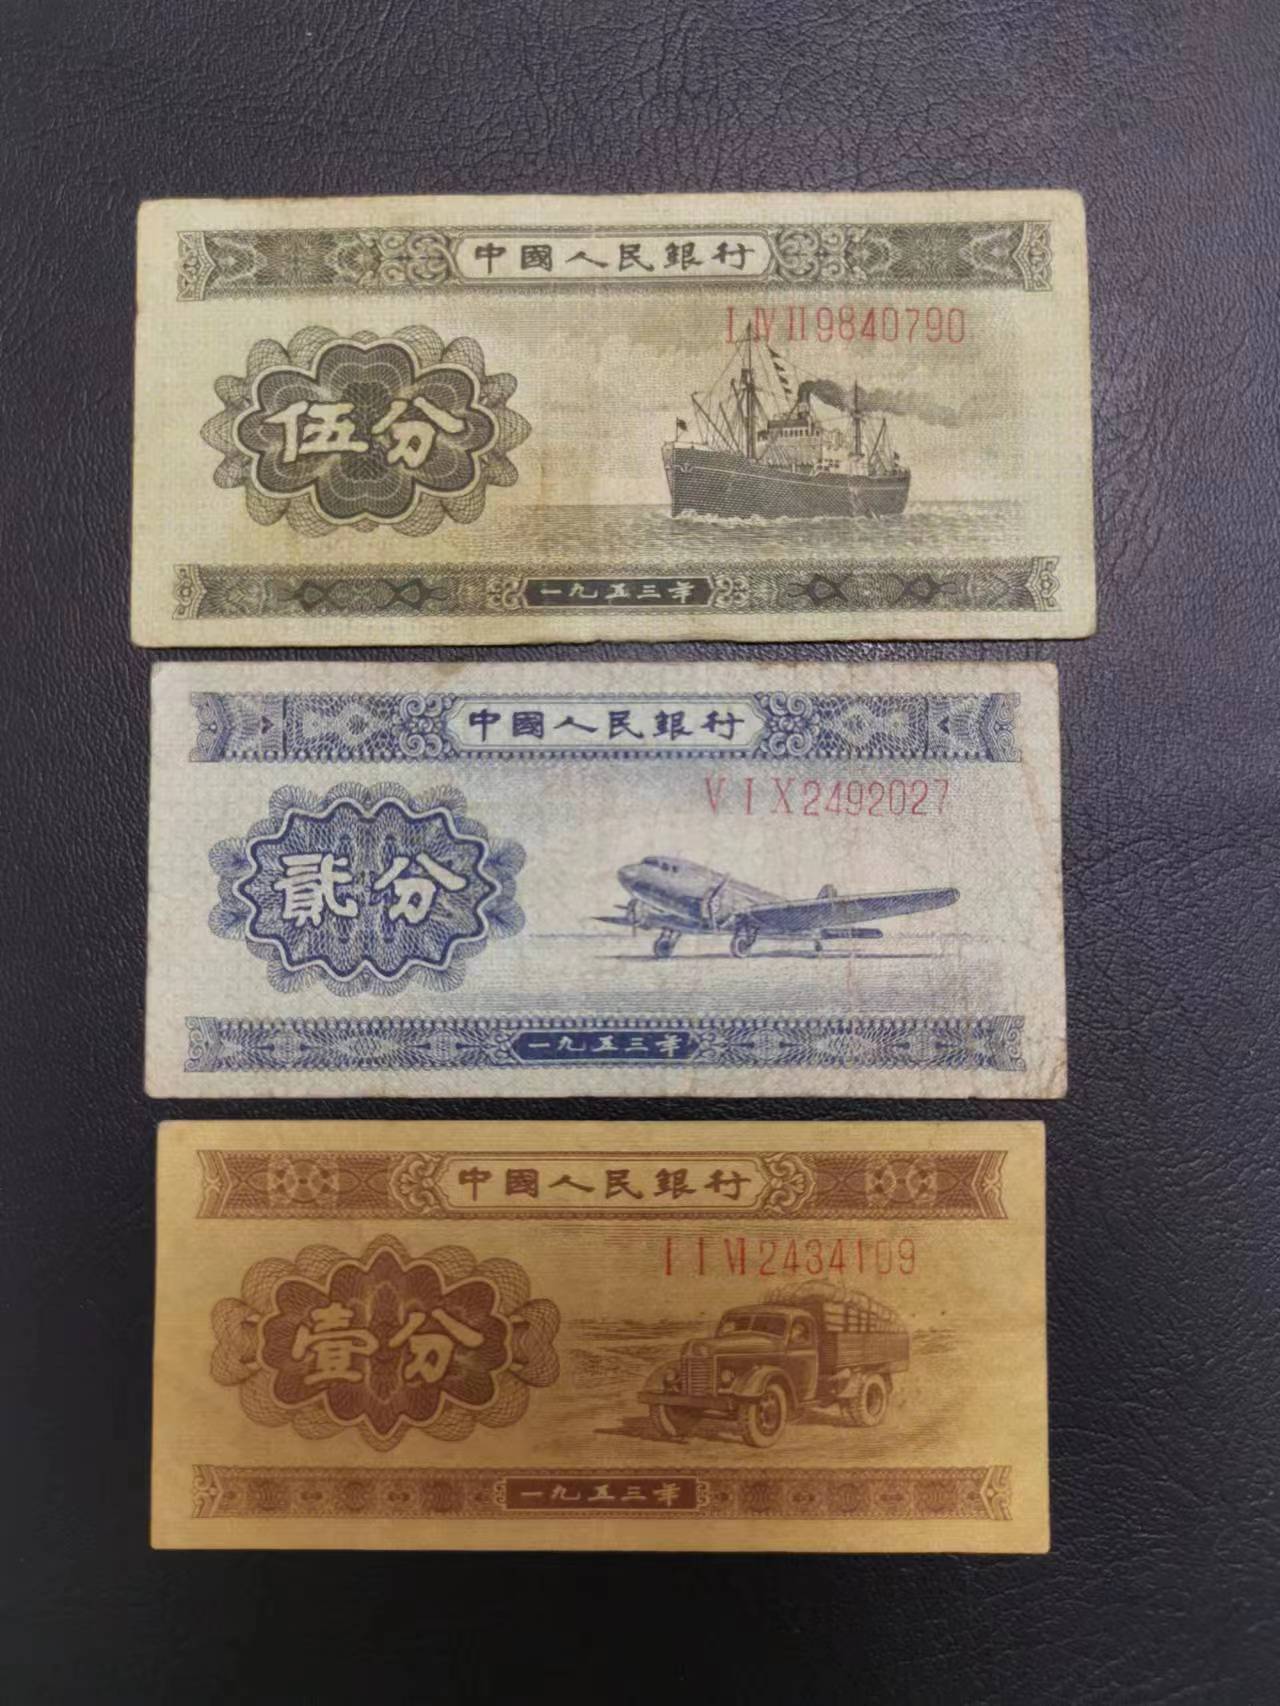 中國人民銀行
ⅠⅣⅡ9840790
伍分
一九五三年
中國人民銀行
ⅤⅠⅩ2492027
貳分
一九五三年
中國人民銀行
ⅠⅠⅥ2434109
壹分
一九五三年